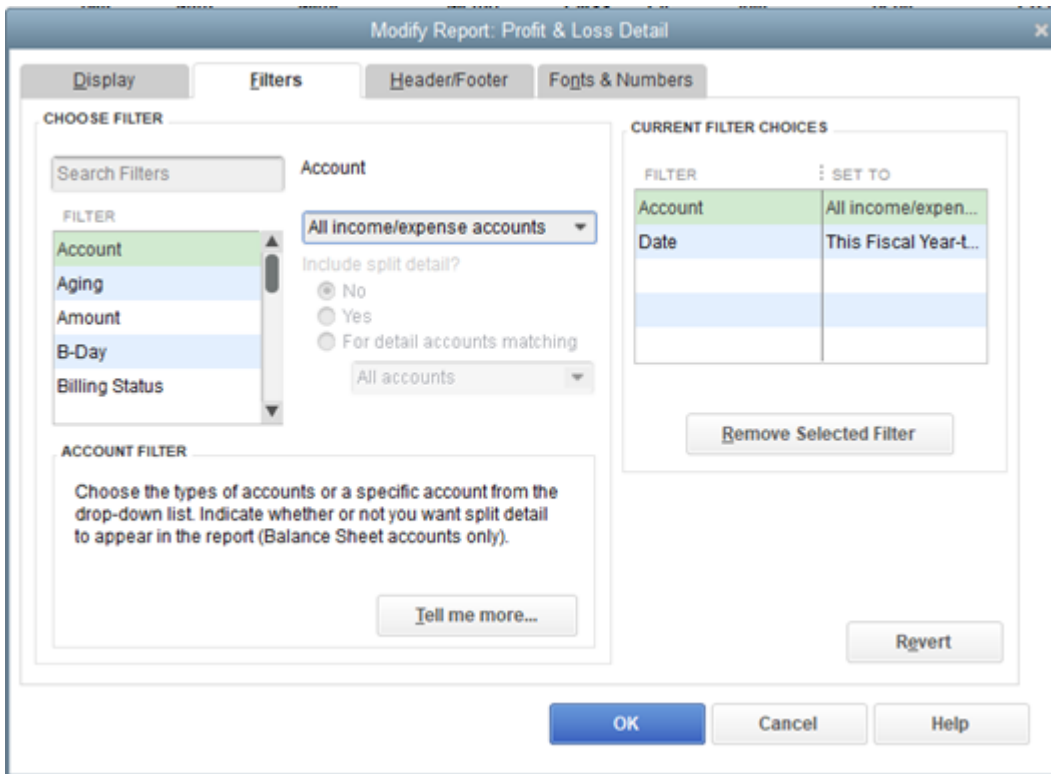 Modify Report: Profit & Loss Detail
×
Display
Filters
Header/Footer
Fonts & Numbers
CHOOSE FILTER
Search Filters
FILTER
Account
Aging
Amount
B-Day
Billing Status
Account
All income/expense accounts
Include split detail?
No
Yes
For detail accounts matching
All accounts
ACCOUNT FILTER
Choose the types of accounts or a specific account from the
drop-down list. Indicate whether or not you want split detail
to appear in the report (Balance Sheet accounts only).
Tell me more...
CURRENT FILTER CHOICES
FILTER SET TO
Account All income/expen...
Date This Fiscal Year-t...
Remove Selected Filter
Revert
OK
Cancel
Help